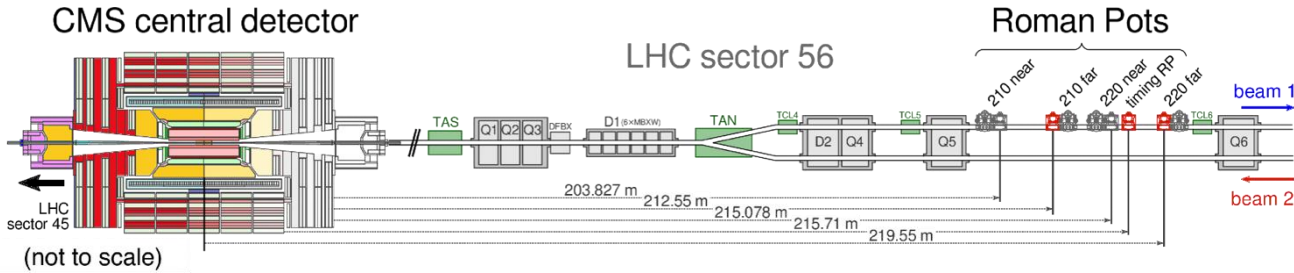 CMS central detector
Roman Pots
LHC sector 56
210 near
210 far
220 near
timing RP
220 far
beam 1
TAS
Q1 Q2 Q3
DFBX
D1 (6×MBXW)
TAN
TCL4
D2 Q4
TCL5
Q5
TCL6
Q6
203.827 m
212.55 m
215.078 m
215.71 m
219.55 m
beam 2
LHC
sector 45
(not to scale)